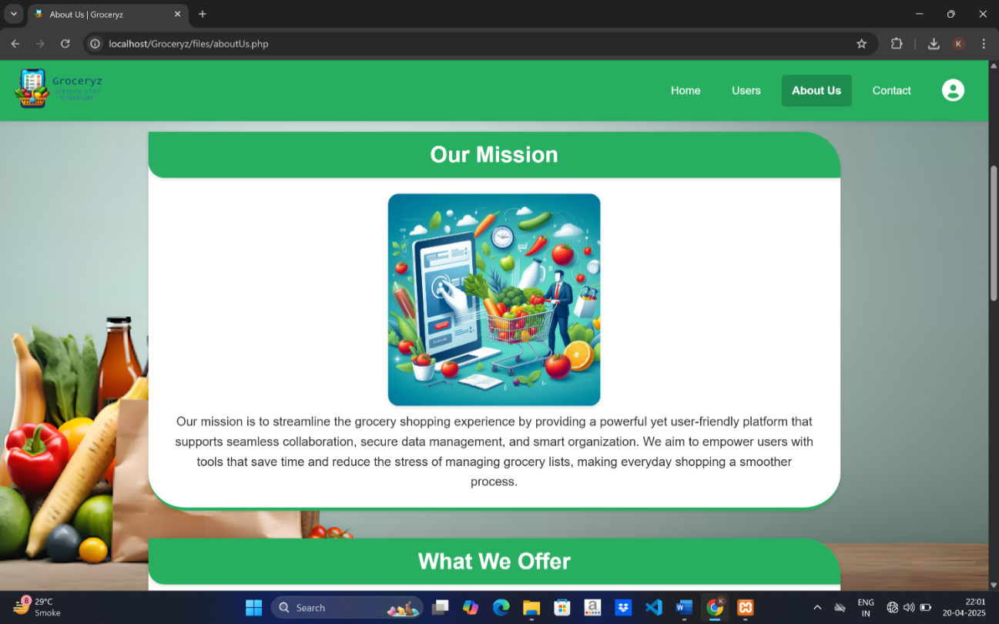 About Us | Groceryz
localhost/Groceryz/files/aboutUs.php
K
Groceryz
Grocery List
Organizer
Home
Users
About Us
Contact
Our Mission
Our mission is to streamline the grocery shopping experience by providing a powerful yet user-friendly platform that
supports seamless collaboration, secure data management, and smart organization. We aim to empower users with
tools that save time and reduce the stress of managing grocery lists, making everyday shopping a smoother
process.
What We Offer
8
29°C
Smoke
Search
ENG
IN
22:01
20-04-2025